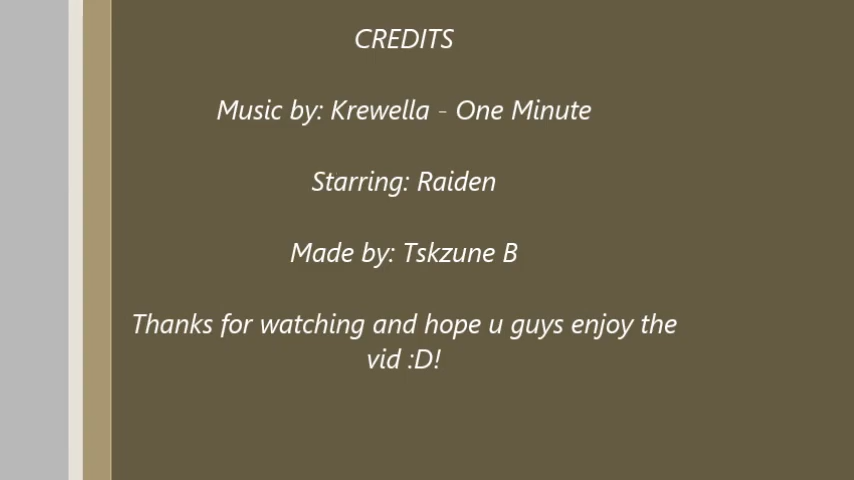 CREDITS
Music by: Krewella - One Minute
Starring: Raiden
Made by: Tskzune B
Thanks for watching and hope u guys enjoy the
vid :D!